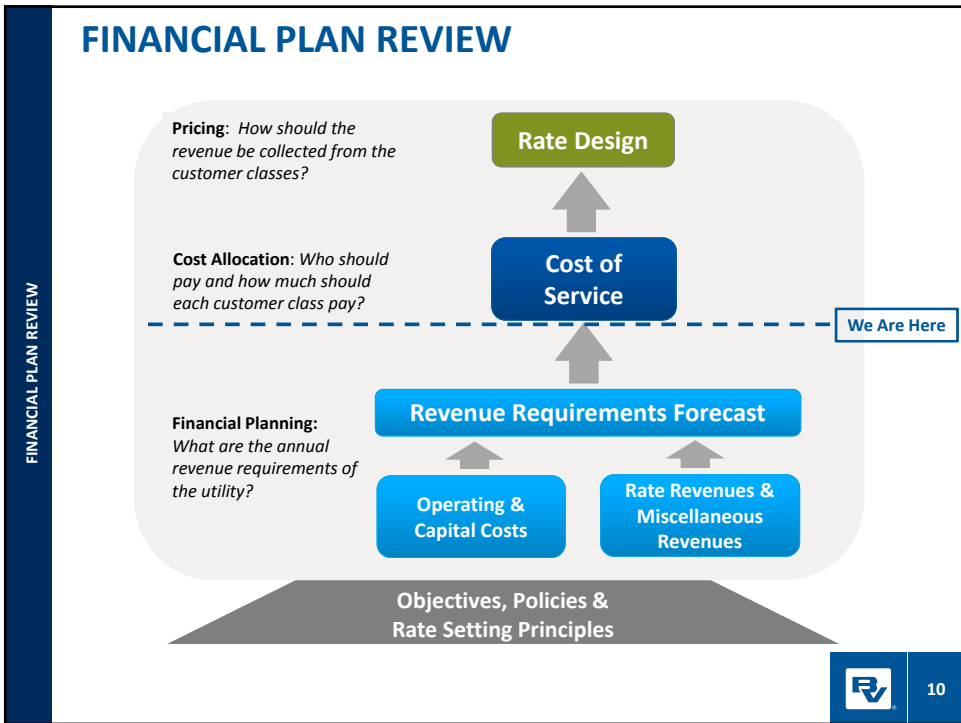 FINANCIAL PLAN REVIEW
FINANCIAL PLAN REVIEW
Pricing: How should the
revenue be collected from the
customer classes?
Rate Design
Cost Allocation: Who should
pay and how much should
each customer class pay?
Cost of
Service
We Are Here
Revenue Requirements Forecast
Financial Planning:
What are the annual
revenue requirements of
the utility?
Operating &
Capital Costs
Rate Revenues &
Miscellaneous
Revenues
Objectives, Policies &
Rate Setting Principles
BV
10